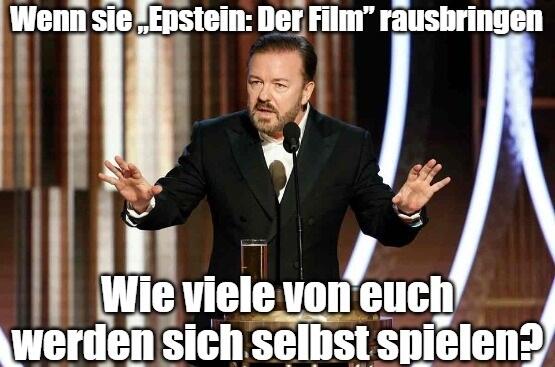 Wenn sie „Epstein: Der Film” rausbringen
Wie viele von euch
werden sich selbst spielen?